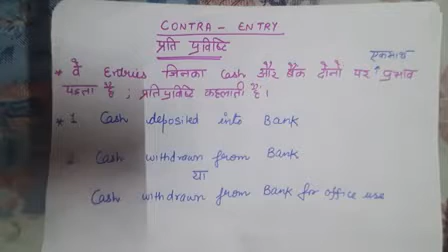 CONTRA - ENTRY
प्रति प्रविष्टि
एकसाथ
* वे Entries जिनका Cash और बैंक दोनो पर ↑ प्रभाव
पड़ता है ; प्रतिप्रविष्टि कहलाती है।
* 1 Cash deposited into Bank
2 Cash withdrawn from Bank
या
Cash withdrawn from Bank for office use